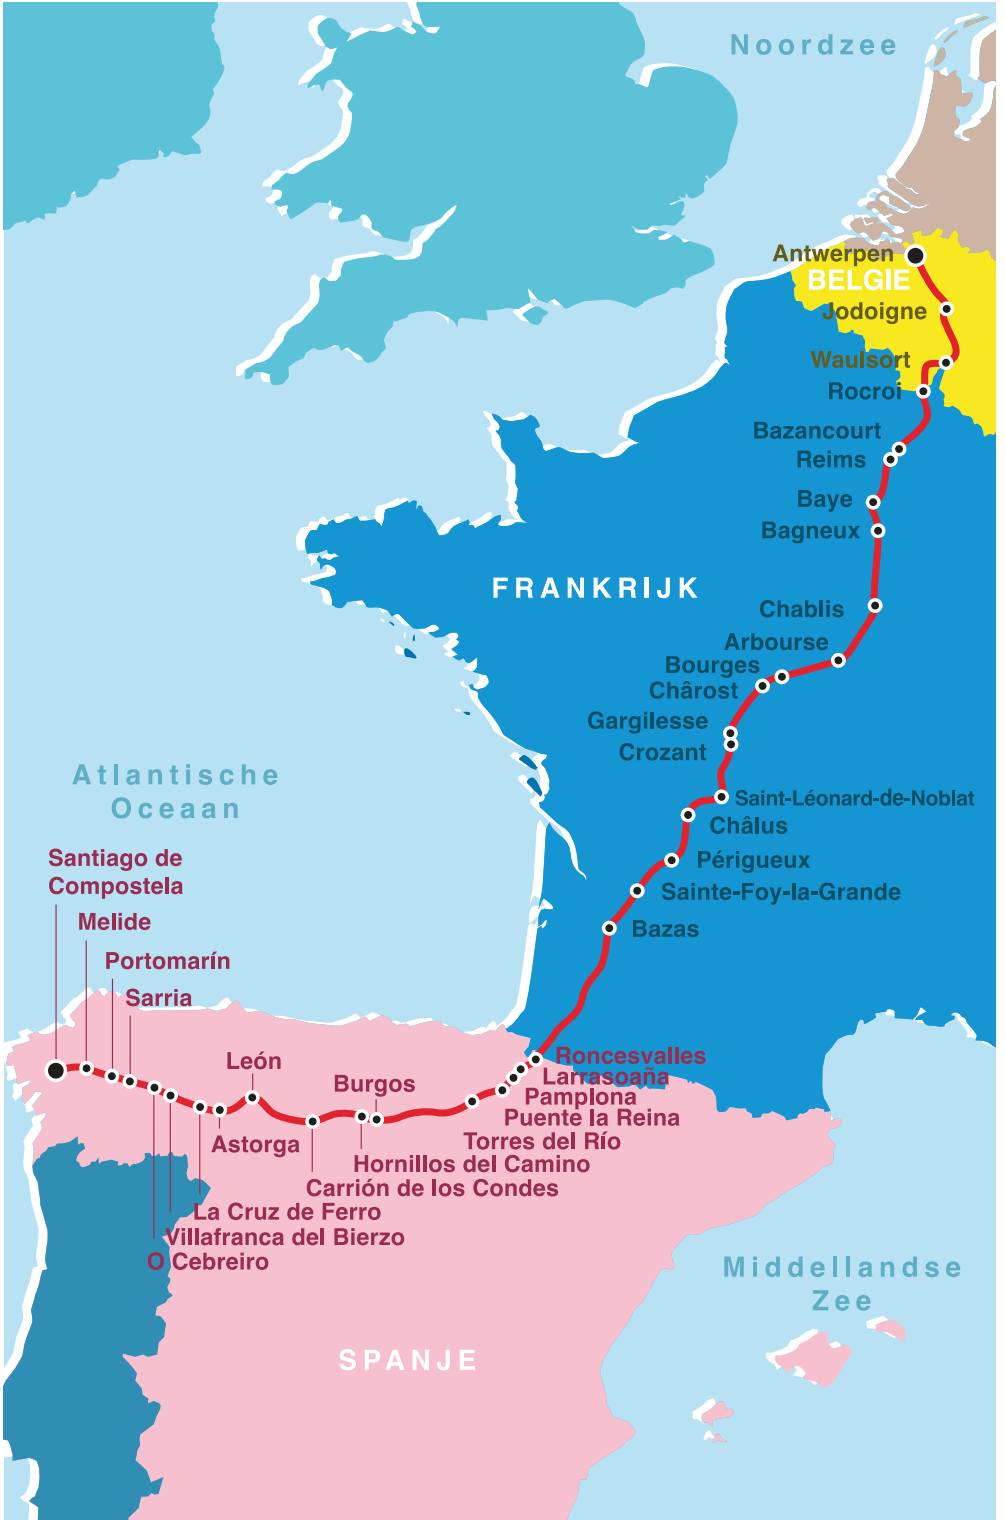 Noordzee
Antwerpen
BELGIE
Jodoigne
Waulsort
Rocroi
Bazancourt
Reims
Baye
Bagneux
FRANKRIJK
Chablis
Arbourse
Bourges
Chârost
Gargilesse
Crozant
Atlantische
Oceaan
Saint-Léonard-de-Noblat
Châlus
Périgueux
Sainte-Foy-la-Grande
Bazas
Santiago de
Compostela
Melide
Portomarín
Sarria
León
Burgos
Roncesvalles
Larrasoaña
Pamplona
Puente la Reina
Torres del Río
Astorga
Hornillos del Camino
Carrión de los Condes
La Cruz de Ferro
Villafranca del Bierzo
O Cebreiro
Middellandse
Zee
SPANJE